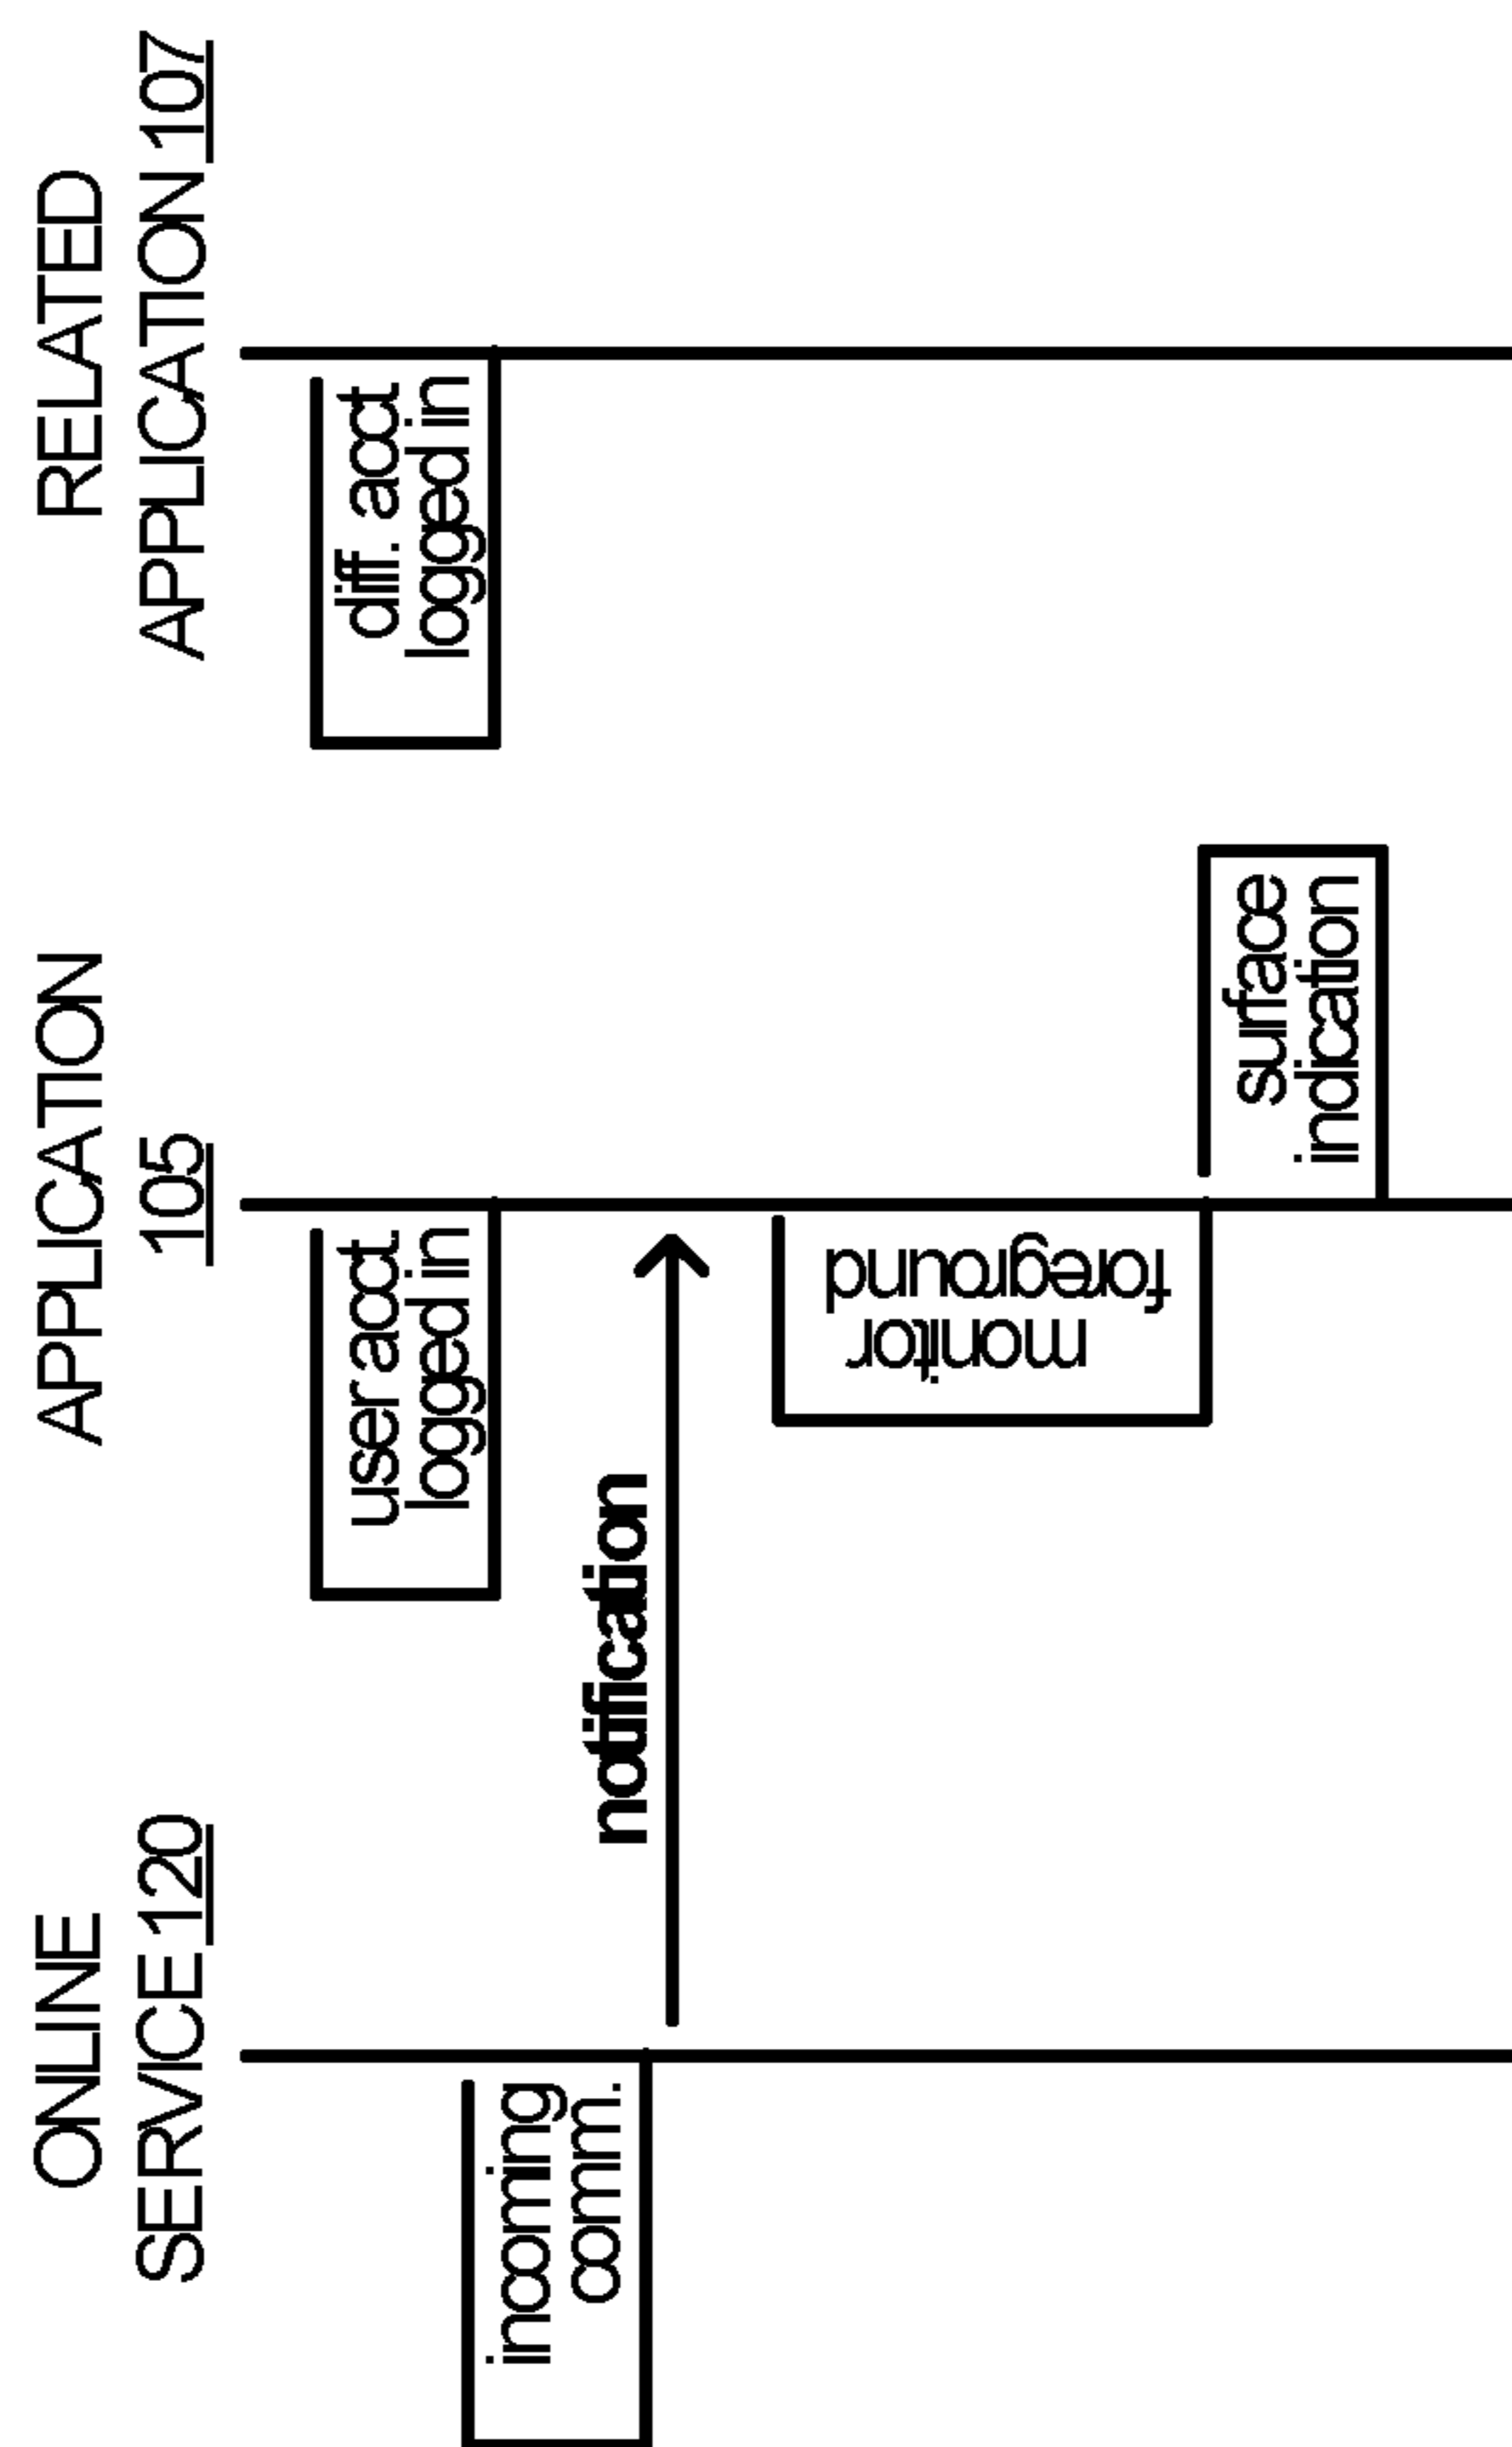 ONLINE
SERVICE 120
APPLICATION
105
RELATED
APPLICATION 107
user acct
logged in
diff. acct
logged in
incoming
comm.
notification
monitor
foreground
surface
indication